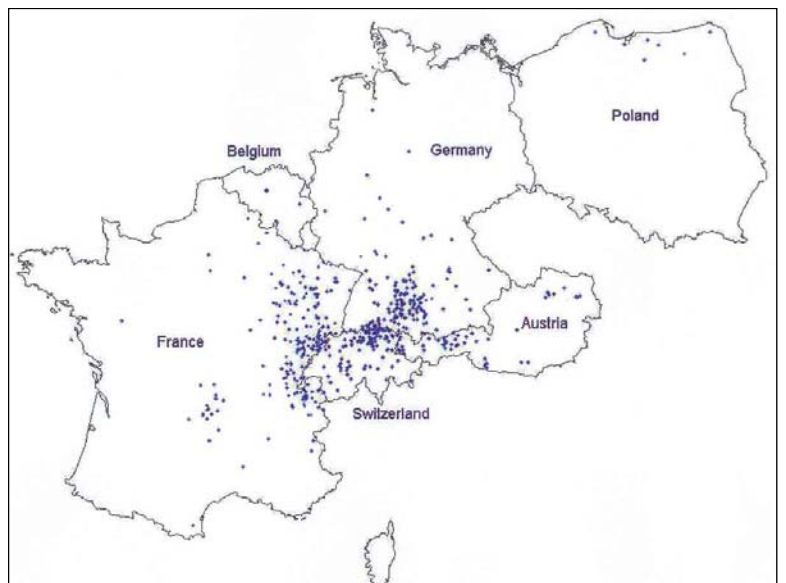 Poland
Belgium
Germany
Austria
France
Switzerland